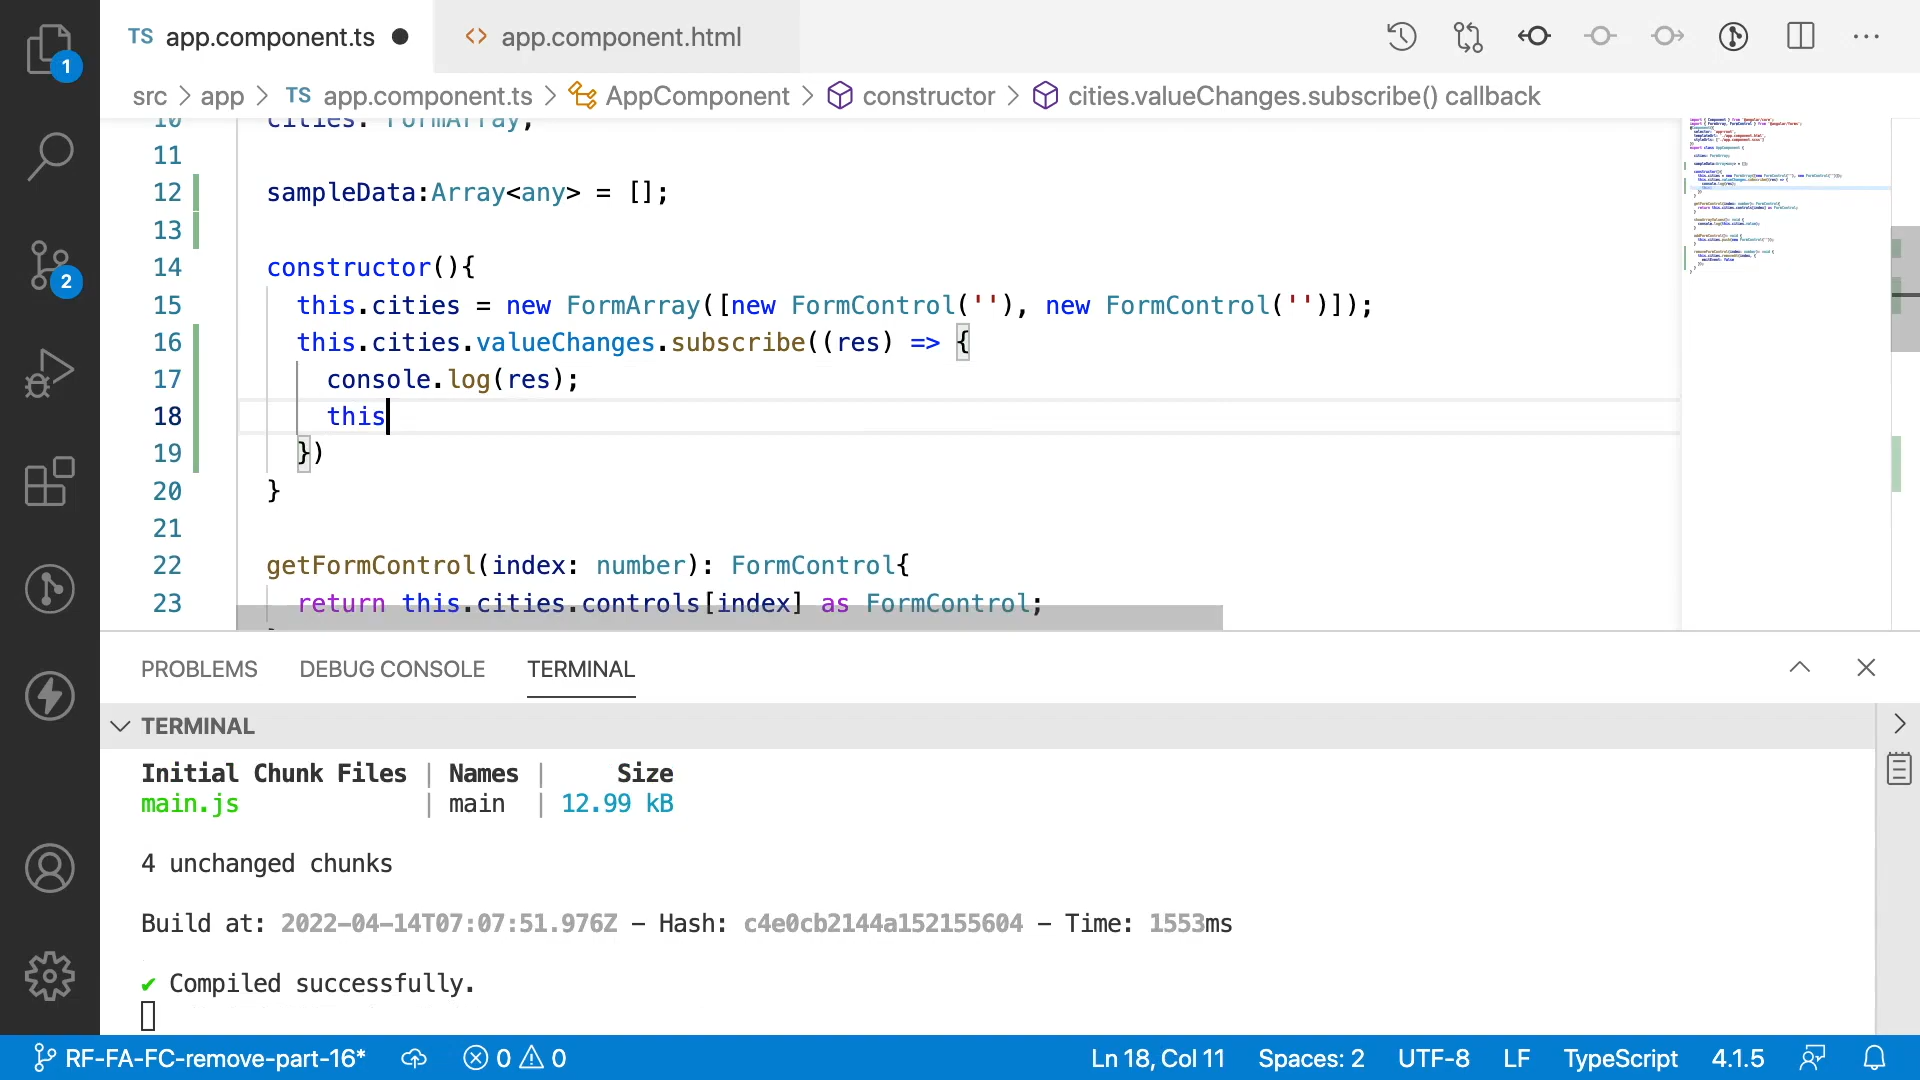 TS app.component.ts
<> app.component.html
src > app > TS app.component.ts > AppComponent > constructor > cities.valueChanges.subscribe() callback
10 cities: FormArray;
11
12 sampleData:Array<any> = [];
13
14 constructor(){
15 this.cities = new FormArray([new FormControl(''), new FormControl('')]);
16 this.cities.valueChanges.subscribe((res) => {
17 console.log(res);
18 this
19 })
20 }
21
22 getFormControl(index: number): FormControl{
23 return this.cities.controls[index] as FormControl;
1
2
PROBLEMS DEBUG CONSOLE TERMINAL
TERMINAL
Initial Chunk Files | Names | Size
main.js | main | 12.99 kB
4 unchanged chunks
Build at: 2022-04-14T07:07:51.976Z - Hash: c4e0cb2144a152155604 - Time: 1553ms
✔ Compiled successfully.
RF-FA-FC-remove-part-16* 0 0 Ln 18, Col 11 Spaces: 2 UTF-8 LF TypeScript 4.1.5